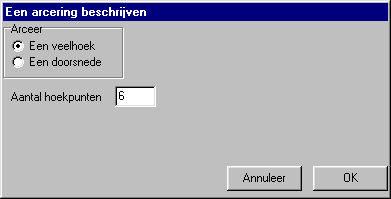 Een arcering beschrijven
Arceer
Een veelhoek
Een doorsnede
Aantal hoekpunten 6
Annuleer OK